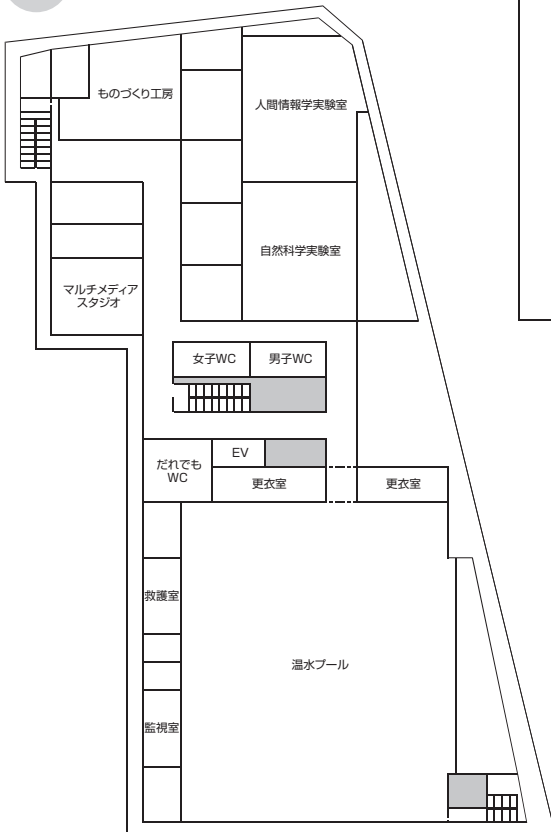 ものづくり工房
人間情報学実験室
自然科学実験室
マルチメディア
スタジオ
女子WC
男子WC
だれでも
WC
EV
更衣室
更衣室
救護室
温水プール
監視室